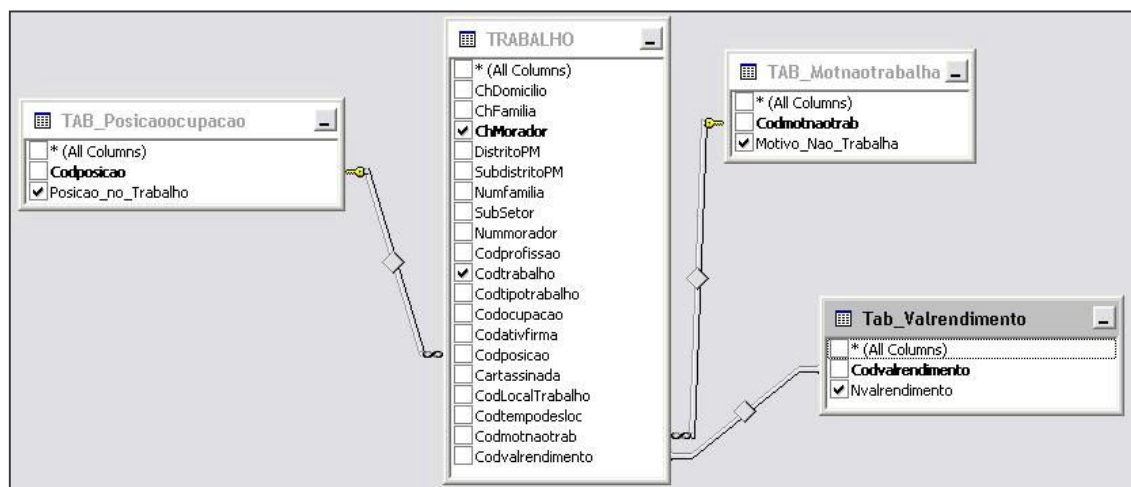 TAB_Posicaoocupacao
* (All Columns)
Codposicao
Posicao_no_Trabalho
TRABALHO
* (All Columns)
ChDomicilio
ChFamilia
ChMorador
DistritoPM
SubdistritoPM
Numfamilia
SubSetor
Nummorador
Codprofissao
Codtrabalho
Codtipotrabalho
Codocupacao
Codativfirma
Codposicao
Cartassinada
CodLocalTrabalho
Codtempodesloc
Codmotnaotrab
Codvalrendimento
TAB_Motnaotrabalha
* (All Columns)
Codmotnaotrab
Motivo_Nao_Trabalha
Tab_Valrendimento
* (All Columns)
Codvalrendimento
Nvalrendimento